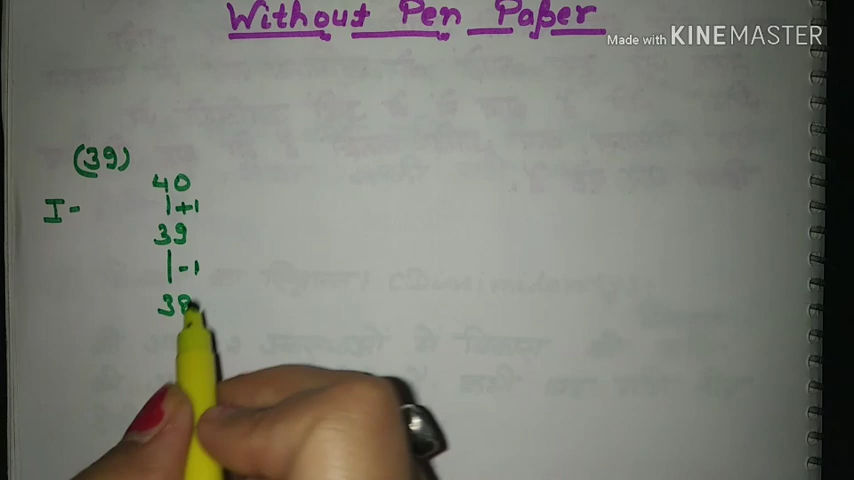 Without Pen Paper
Made with KINEMASTER
(39)
40
I- |+1
39
|-1
38